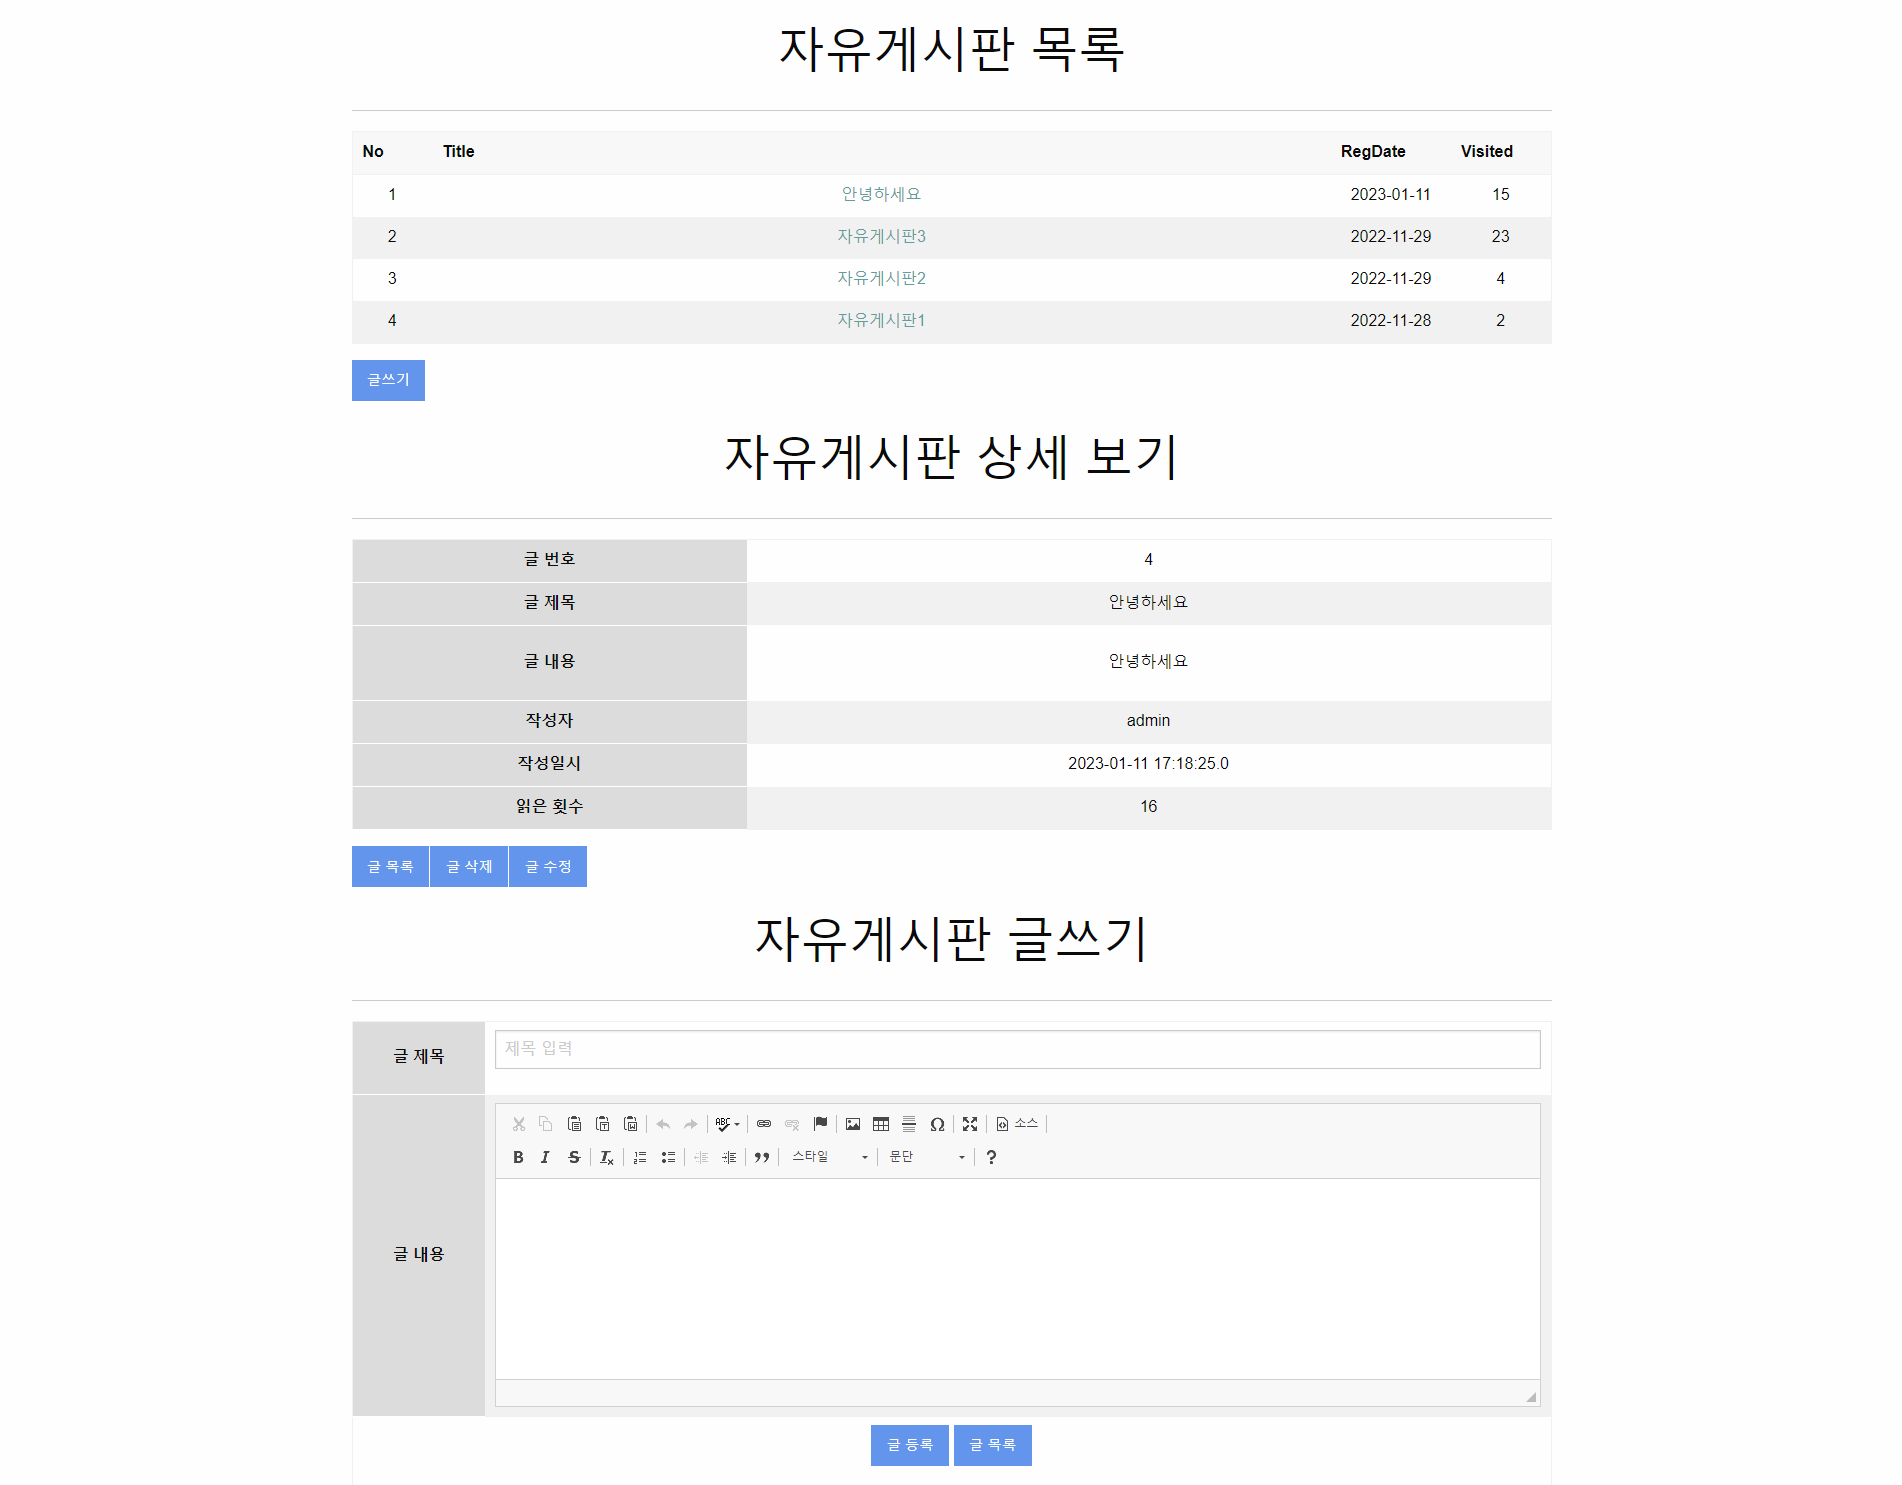 자유게시판 목록
No Title RegDate Visited
1 안녕하세요 2023-01-11 15
2 자유게시판3 2022-11-29 23
3 자유게시판2 2022-11-29 4
4 자유게시판1 2022-11-28 2
글쓰기
자유게시판 상세 보기
글 번호 4
글 제목 안녕하세요
글 내용 안녕하세요
작성자 admin
작성일시 2023-01-11 17:18:25.0
읽은 횟수 16
글 목록 글 삭제 글 수정
자유게시판 글쓰기
글 제목 제목 입력
소스
스타일 문단
글 내용
글 등록 글 목록